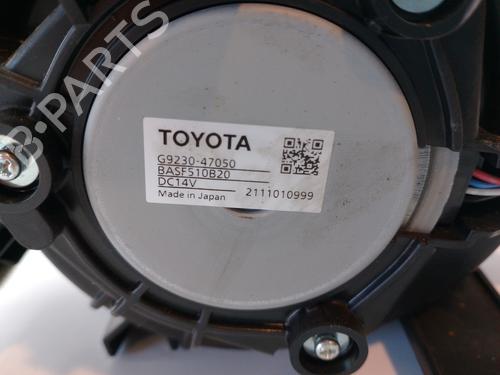 B-PARTS
TOYOTA
G9230-47050
BASF510B20
DC14V
Made in Japan 2111010999